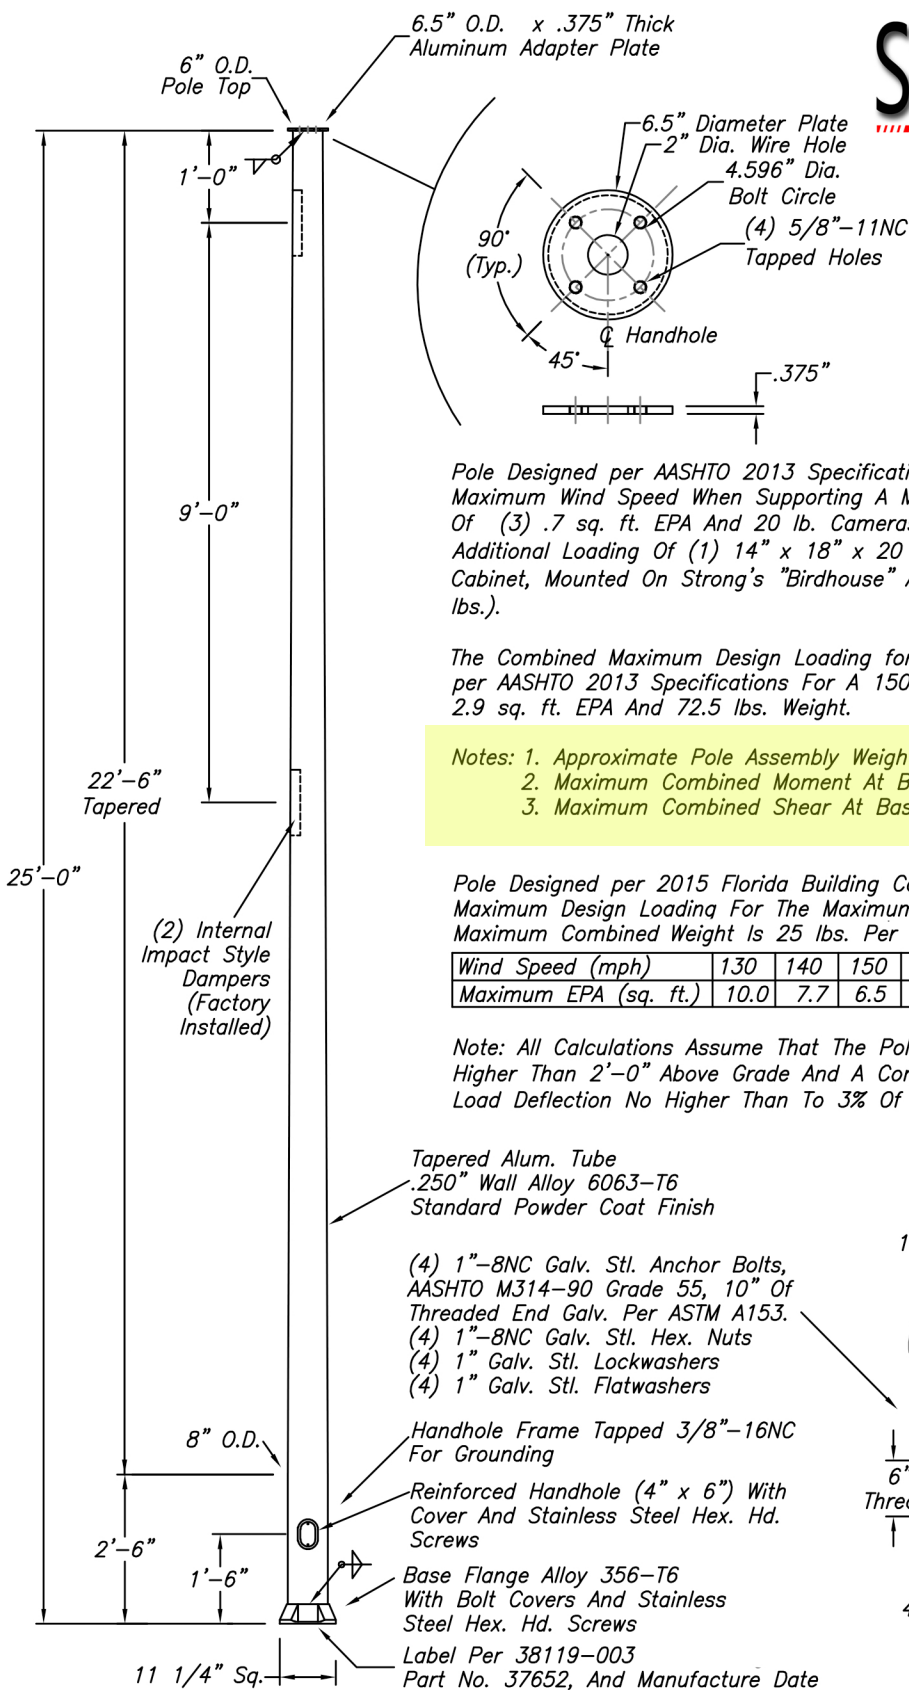 6.5" O.D. x .375" Thick
Aluminum Adapter Plate
6" O.D.
Pole Top
S
6.5" Diameter Plate
2" Dia. Wire Hole
4.596" Dia.
Bolt Circle
(4) 5/8"-11NC
Tapped Holes
90°
(Typ.)
45°
℄ Handhole
.375"
1'-0"
9'-0"
22'-6"
Tapered
25'-0"
(2) Internal
Impact Style
Dampers
(Factory
Installed)
Pole Designed per AASHTO 2013
Maximum Wind Speed When Supporting A
Of (3) .7 sq. ft. EPA And 20 lb.
Additional Loading Of (1) 14" x 18" x 20
Cabinet, Mounted On Strong's "Birdhouse"
lbs.).
The Combined Maximum Design Loading for
per AASHTO 2013 Specifications For A 150
2.9 sq. ft. EPA And 72.5 lbs. Weight.
Notes: 1. Approximate Pole Assembly Weigh
2. Maximum Combined Moment At B
3. Maximum Combined Shear At Bas
Pole Designed per 2015 Florida Building
Maximum Design Loading For The Maximum
Maximum Combined Weight Is 25 lbs. Per
Wind Speed (mph) 130 140 150
Maximum EPA (sq. ft.) 10.0 7.7 6.5
Note: All Calculations Assume That The Pol
Higher Than 2'-0" Above Grade And A Con
Load Deflection No Higher Than To 3% Of
Tapered Alum. Tube
.250" Wall Alloy 6063-T6
Standard Powder Coat Finish
(4) 1"-8NC Galv. Stl. Anchor Bolts,
AASHTO M314-90 Grade 55, 10" Of
Threaded End Galv. Per ASTM A153.
(4) 1"-8NC Galv. Stl. Hex. Nuts
(4) 1" Galv. Stl. Lockwashers
(4) 1" Galv. Stl. Flatwashers
1
8" O.D.
Handhole Frame Tapped 3/8"-16NC
For Grounding
6"
Threa
Reinforced Handhole (4" x 6") With
Cover And Stainless Steel Hex. Hd.
Screws
2'-6"
1'-6"
Base Flange Alloy 356-T6
With Bolt Covers And Stainless
Steel Hex. Hd. Screws
4
Label Per 38119-003
Part No. 37652, And Manufacture Date
11 1/4" Sq.